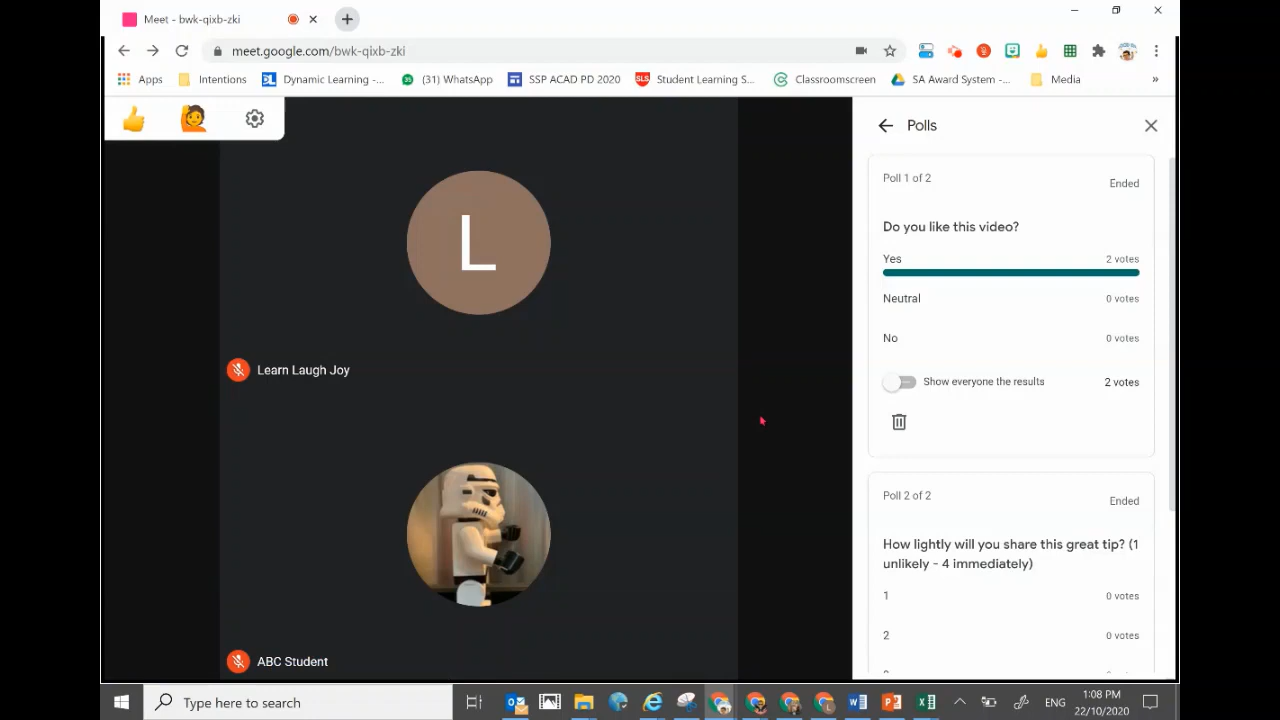 Meet - bwk-qixb-zki
meet.google.com/bwk-qixb-zki
Apps Intentions Dynamic Learning -... (31) WhatsApp SSP ACAD PD 2020 SLS Student Learning S... Classroomscreen SA Award System -... Media »
Polls
Poll 1 of 2
Ended
Do you like this video?
Yes 2 votes
Neutral 0 votes
No 0 votes
Show everyone the results 2 votes
L
Learn Laugh Joy
Poll 2 of 2
Ended
How lightly will you share this great tip? (1
unlikely - 4 immediately)
1 0 votes
2 0 votes
ABC Student
Type here to search
ENG
1:08 PM
22/10/2020